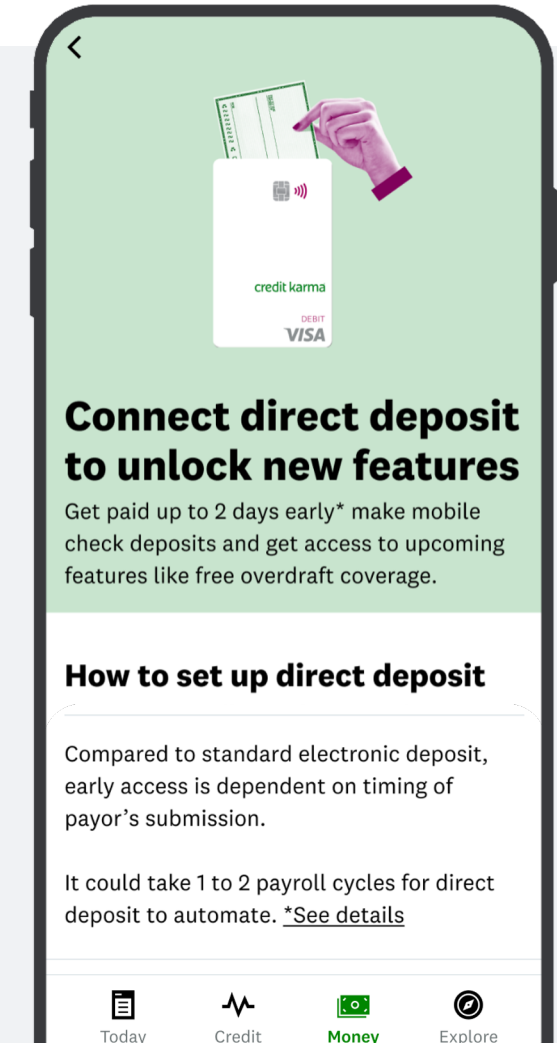 credit karma
DEBIT
VISA
Connect direct deposit
to unlock new features
Get paid up to 2 days early* make mobile
check deposits and get access to upcoming
features like free overdraft coverage.
How to set up direct deposit
Compared to standard electronic deposit,
early access is dependent on timing of
payor’s submission.
It could take 1 to 2 payroll cycles for direct
deposit to automate. *See details
Today
Credit
Money
Explore